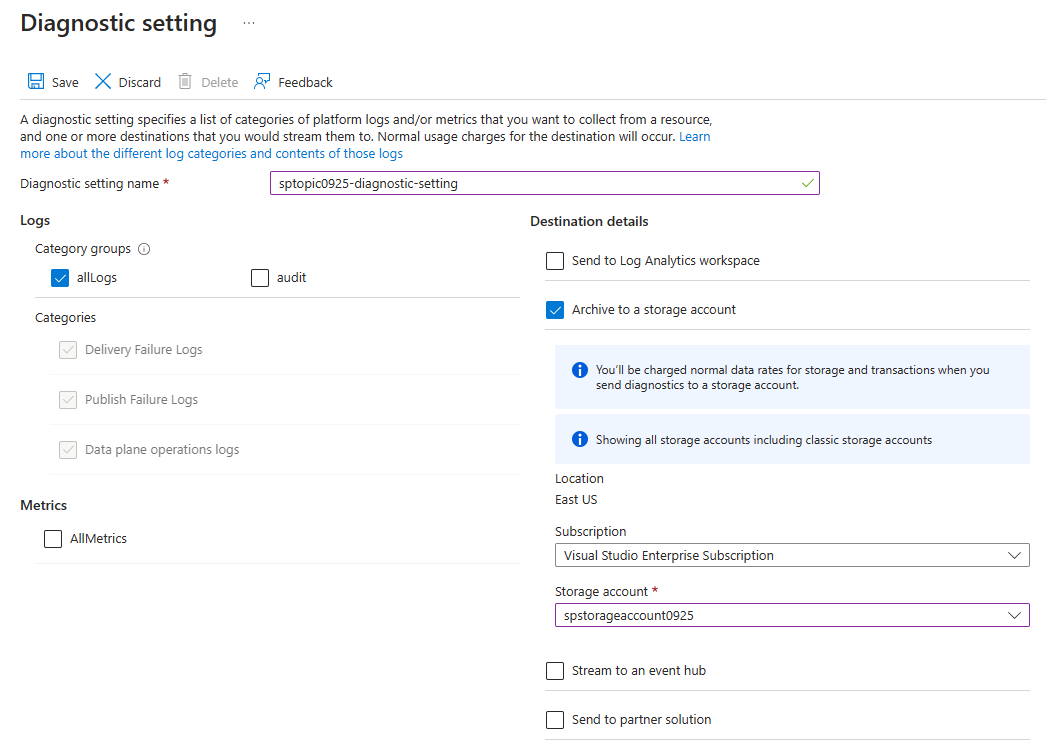 Diagnostic setting ...
Save Discard Delete Feedback
A diagnostic setting specifies a list of categories of platform logs and/or metrics that you want to collect from a resource,
and one or more destinations that you would stream them to. Normal usage charges for the destination will occur. Learn
more about the different log categories and contents of those logs
Diagnostic setting name * sptopic0925-diagnostic-setting
Logs
Category groups
allLogs audit
Categories
Delivery Failure Logs
Publish Failure Logs
Data plane operations logs
Metrics
AllMetrics
Destination details
Send to Log Analytics workspace
Archive to a storage account
You'll be charged normal data rates for storage and transactions when you
send diagnostics to a storage account.
Showing all storage accounts including classic storage accounts
Location
East US
Subscription
Visual Studio Enterprise Subscription
Storage account *
spstorageaccount0925
Stream to an event hub
Send to partner solution